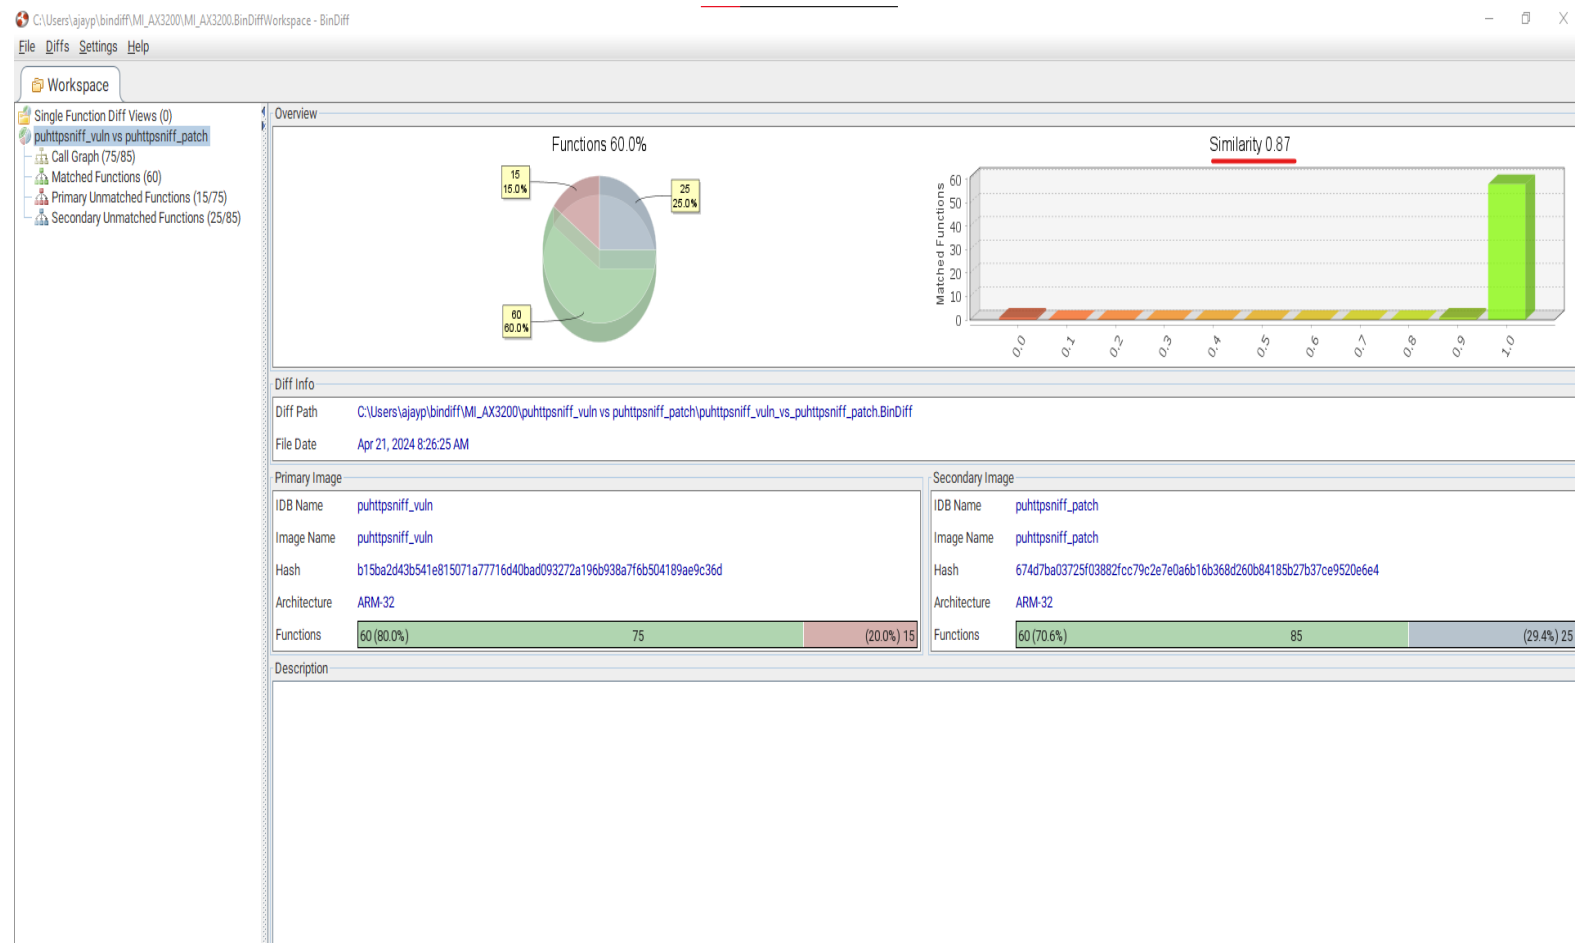 C:\Users\ajayp\bindiff\MI_AX3200\MI_AX3200.BinDiffWorkspace - BinDiff
File Diffs Settings Help
Workspace
Single Function Diff Views (0)
puhttpsniff_vuln vs puhttpsniff_patch
Call Graph (75/85)
Matched Functions (60)
Primary Unmatched Functions (15/75)
Secondary Unmatched Functions (25/85)
Overview
Functions 60.0%
15
15.0%
25
25.0%
60
60.0%
Similarity 0.87
Matched Functions
60
50
40
30
20
10
0
0.0 0.1 0.2 0.3 0.4 0.5 0.6 0.7 0.8 0.9 1.0
Diff Info
Diff Path C:\Users\ajayp\bindiff\MI_AX3200\puhttpsniff_vuln vs puhttpsniff_patch\puhttpsniff_vuln_vs_puhttpsniff_patch.BinDiff
File Date Apr 21, 2024 8:26:25 AM
Primary Image
IDB Name puhttpsniff_vuln
Image Name puhttpsniff_vuln
Hash b15ba2d43b541e815071a77716d40bad093272a196b938a7f6b504189ae9c36d
Architecture ARM-32
Functions 60 (80.0%) 75 (20.0%) 15
Secondary Image
IDB Name puhttpsniff_patch
Image Name puhttpsniff_patch
Hash 674d7ba03725f03882fcc79c2e7e0a6b16b368d260b84185b27b37ce9520e6e4
Architecture ARM-32
Functions 60 (70.6%) 85 (29.4%) 25
Description